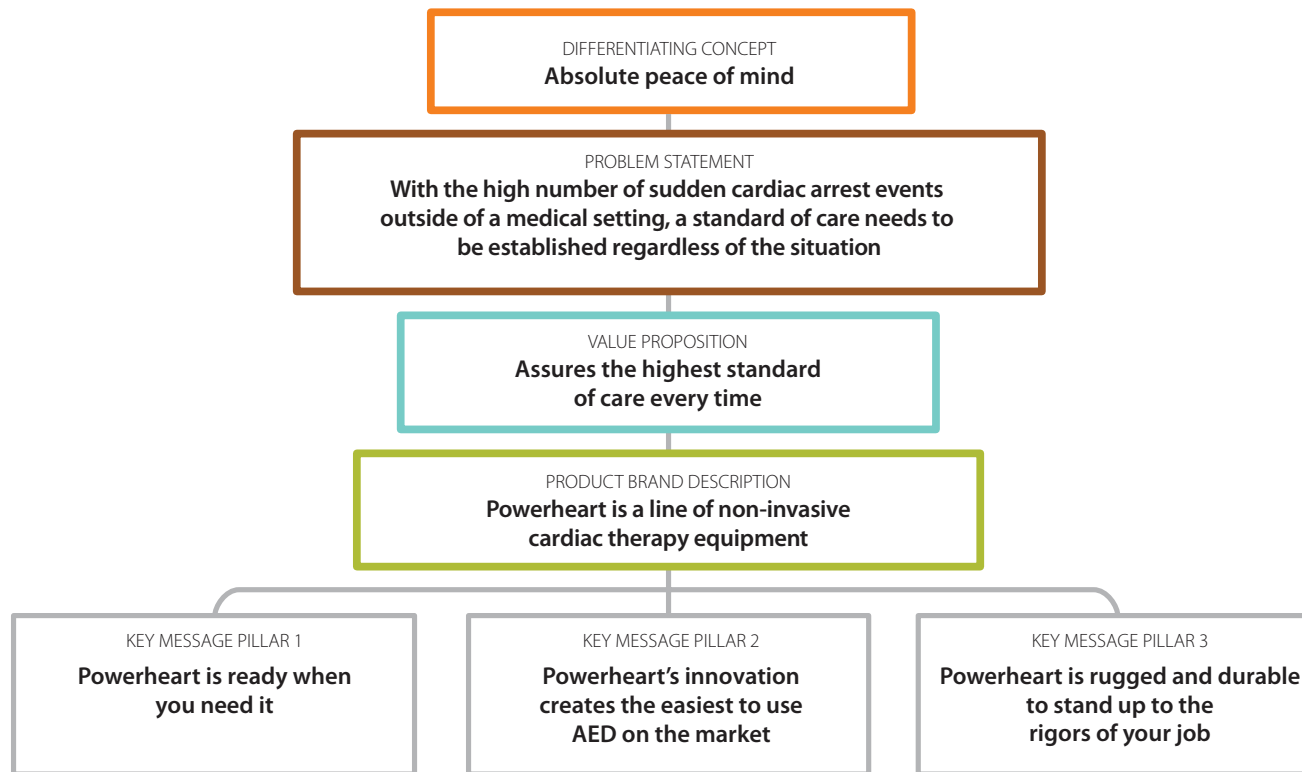 DIFFERENTIATING CONCEPT
Absolute peace of mind
PROBLEM STATEMENT
With the high number of sudden cardiac arrest events
outside of a medical setting, a standard of care needs to
be established regardless of the situation
VALUE PROPOSITION
Assures the highest standard
of care every time
PRODUCT BRAND DESCRIPTION
Powerheart is a line of non-invasive
cardiac therapy equipment
KEY MESSAGE PILLAR 1
Powerheart is ready when
you need it
KEY MESSAGE PILLAR 2
Powerheart’s innovation
creates the easiest to use
AED on the market
KEY MESSAGE PILLAR 3
Powerheart is rugged and durable
to stand up to the
rigors of your job